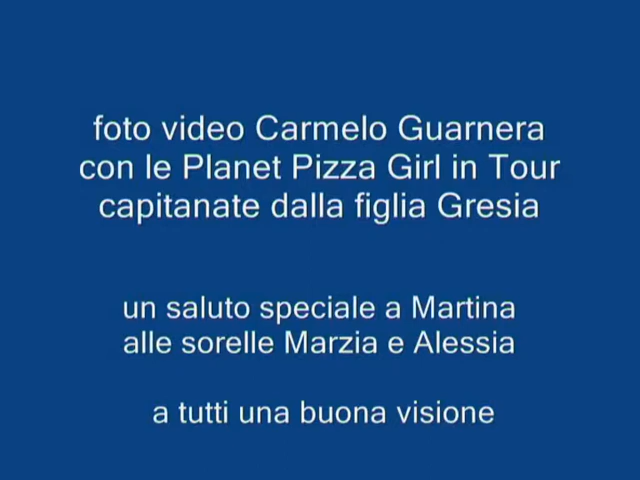 foto video Carmelo Guarnera
con le Planet Pizza Girl in Tour
capitanate dalla figlia Gresia
un saluto speciale a Martina
alle sorelle Marzia e Alessia
a tutti una buona visione